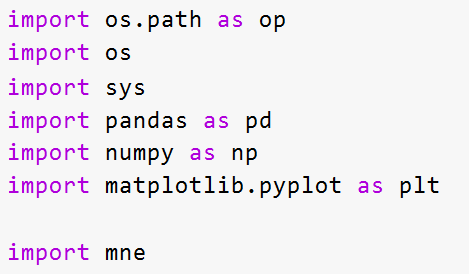 import os.path as op
import os
import sys
import pandas as pd
import numpy as np
import matplotlib.pyplot as plt
import mne